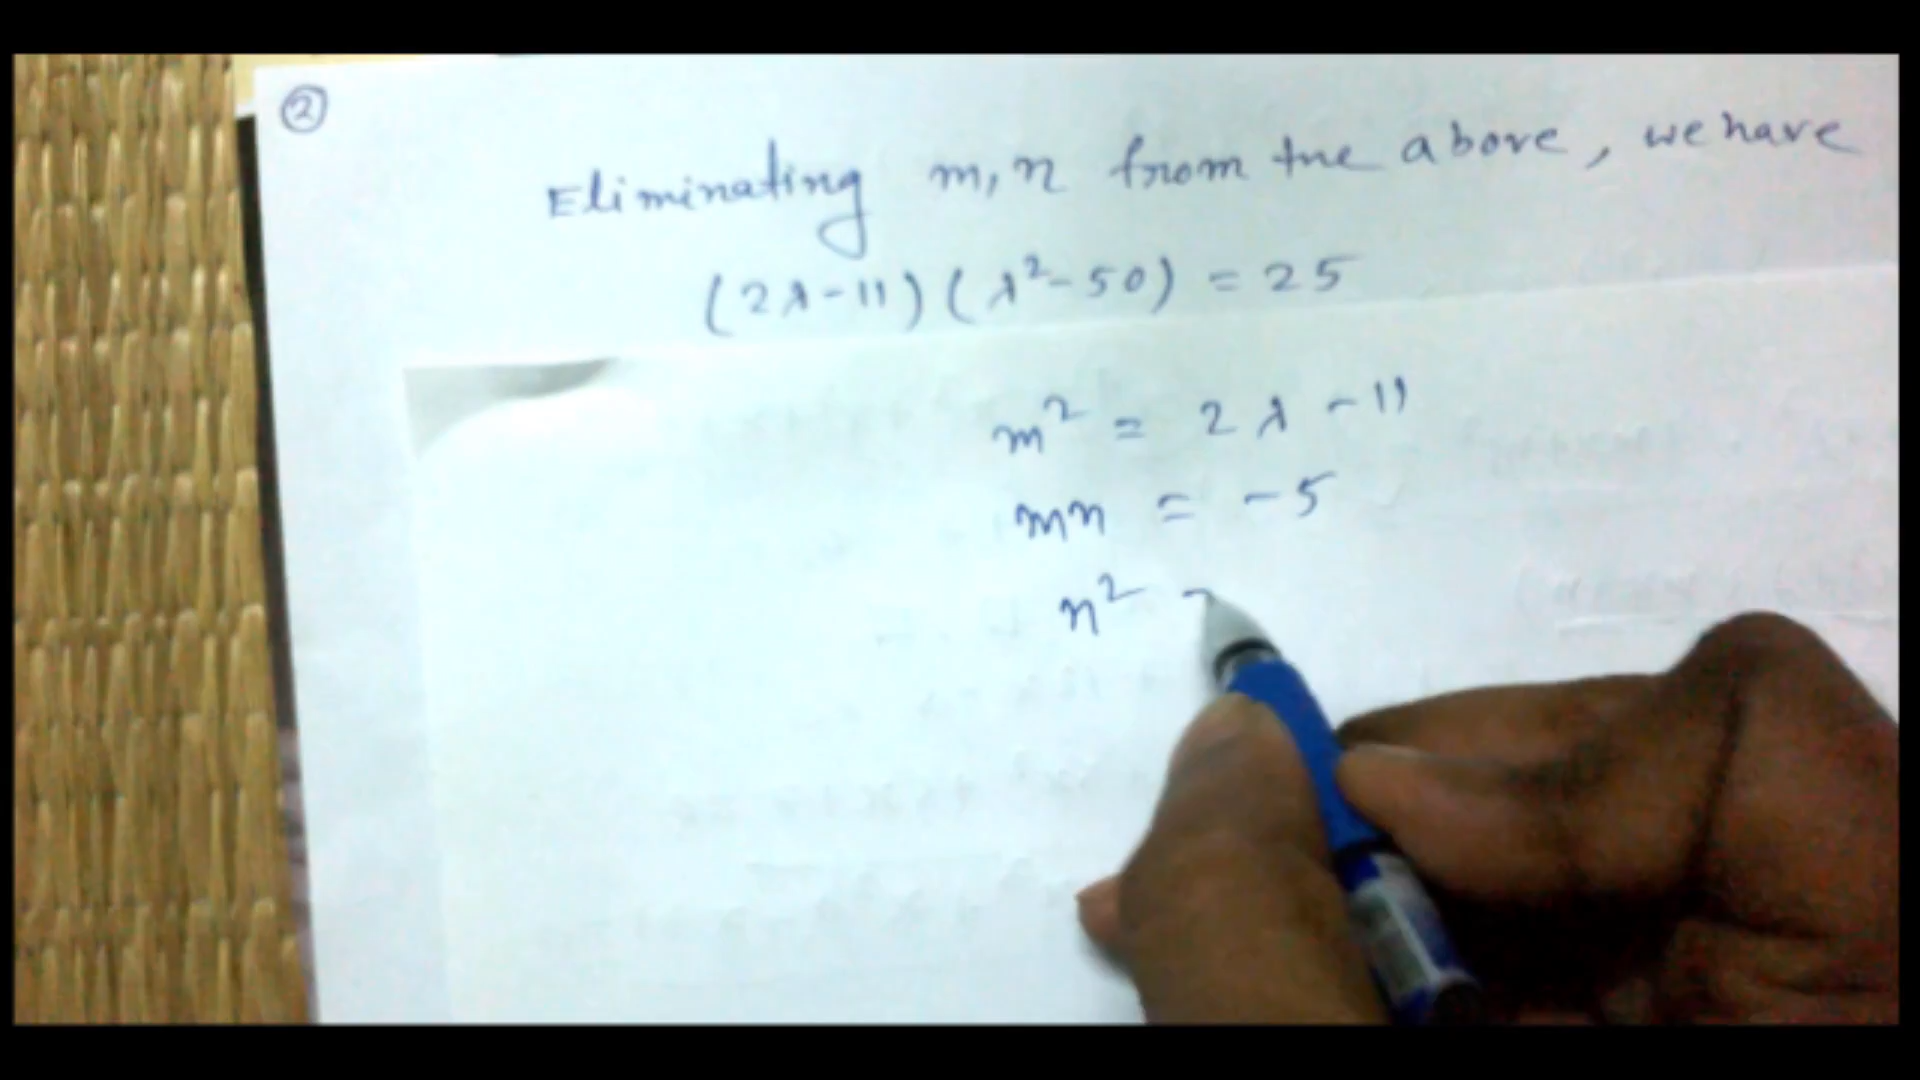 ②
Eliminating m, n from the above, we have
(2λ-11) (λ²-50) = 25
m² = 2λ - 11
mn = -5
n² =